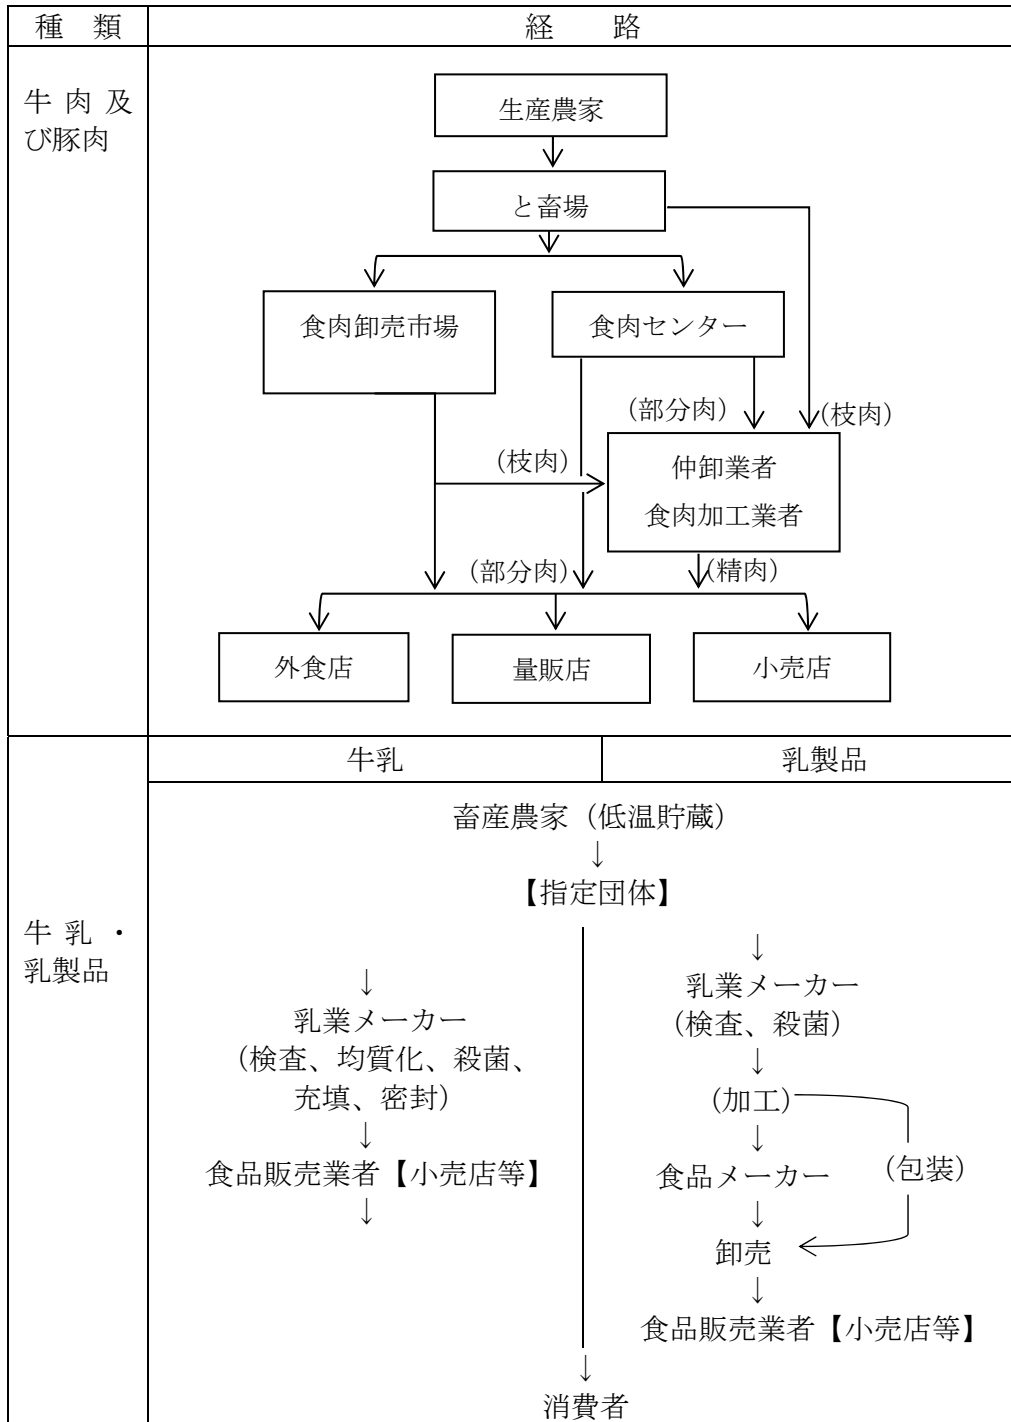 種 類
経 路
牛 肉 及
び豚肉
生産農家
と畜場
食肉卸売市場
食肉センター
(部分肉)
(枝肉)
(枝肉)
仲卸業者
食肉加工業者
(部分肉)
(精肉)
外食店
量販店
小売店
牛 乳 ・
乳製品
牛乳
乳製品
畜産農家(低温貯蔵)
↓
【指定団体】
↓
乳業メーカー
(検査、均質化、殺菌、
充填、密封)
↓
食品販売業者【小売店等】
↓
↓
乳業メーカー
(検査、殺菌)
↓
(加工)
↓
食品メーカー
(包装)
↓
卸売
↓
食品販売業者【小売店等】
↓
消費者